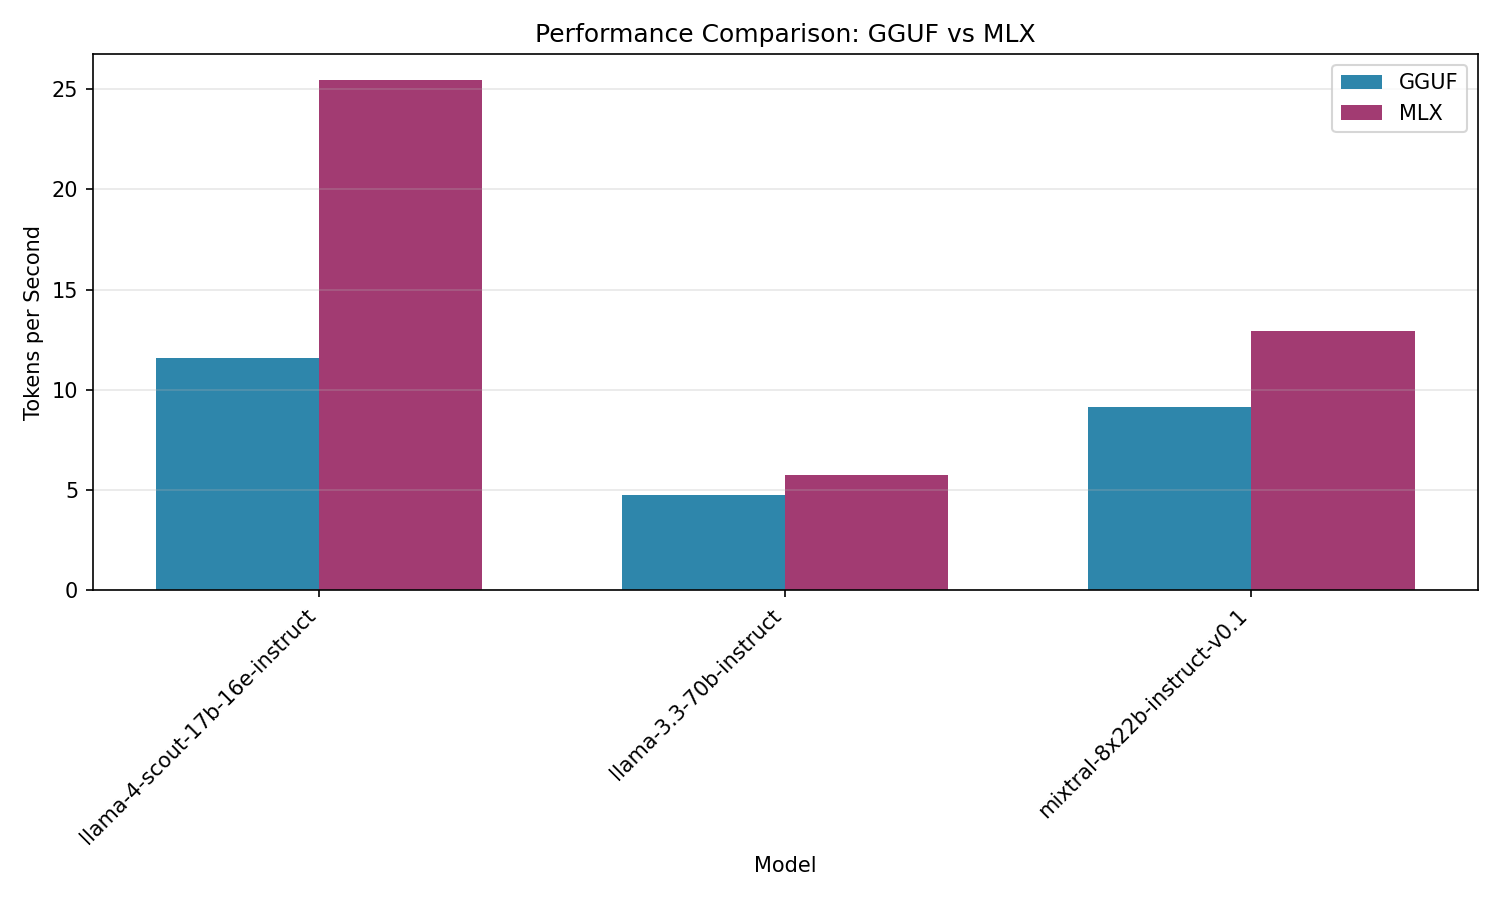 Performance Comparison: GGUF vs MLX
GGUF
MLX
Tokens per Second
25
20
15
10
5
0
llama-4-scout-17b-16e-instruct
llama-3.3-70b-instruct
mixtral-8x22b-instruct-v0.1
Model